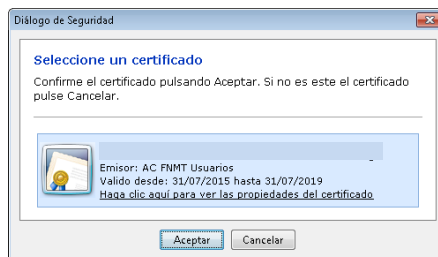 Diálogo de Seguridad
Seleccione un certificado
Confirme el certificado pulsando Aceptar. Si no es este el certificado
pulse Cancelar.
Emisor: AC FNMT Usuarios
Valido desde: 31/07/2015 hasta 31/07/2019
Haga clic aquí para ver las propiedades del certificado
Aceptar Cancelar